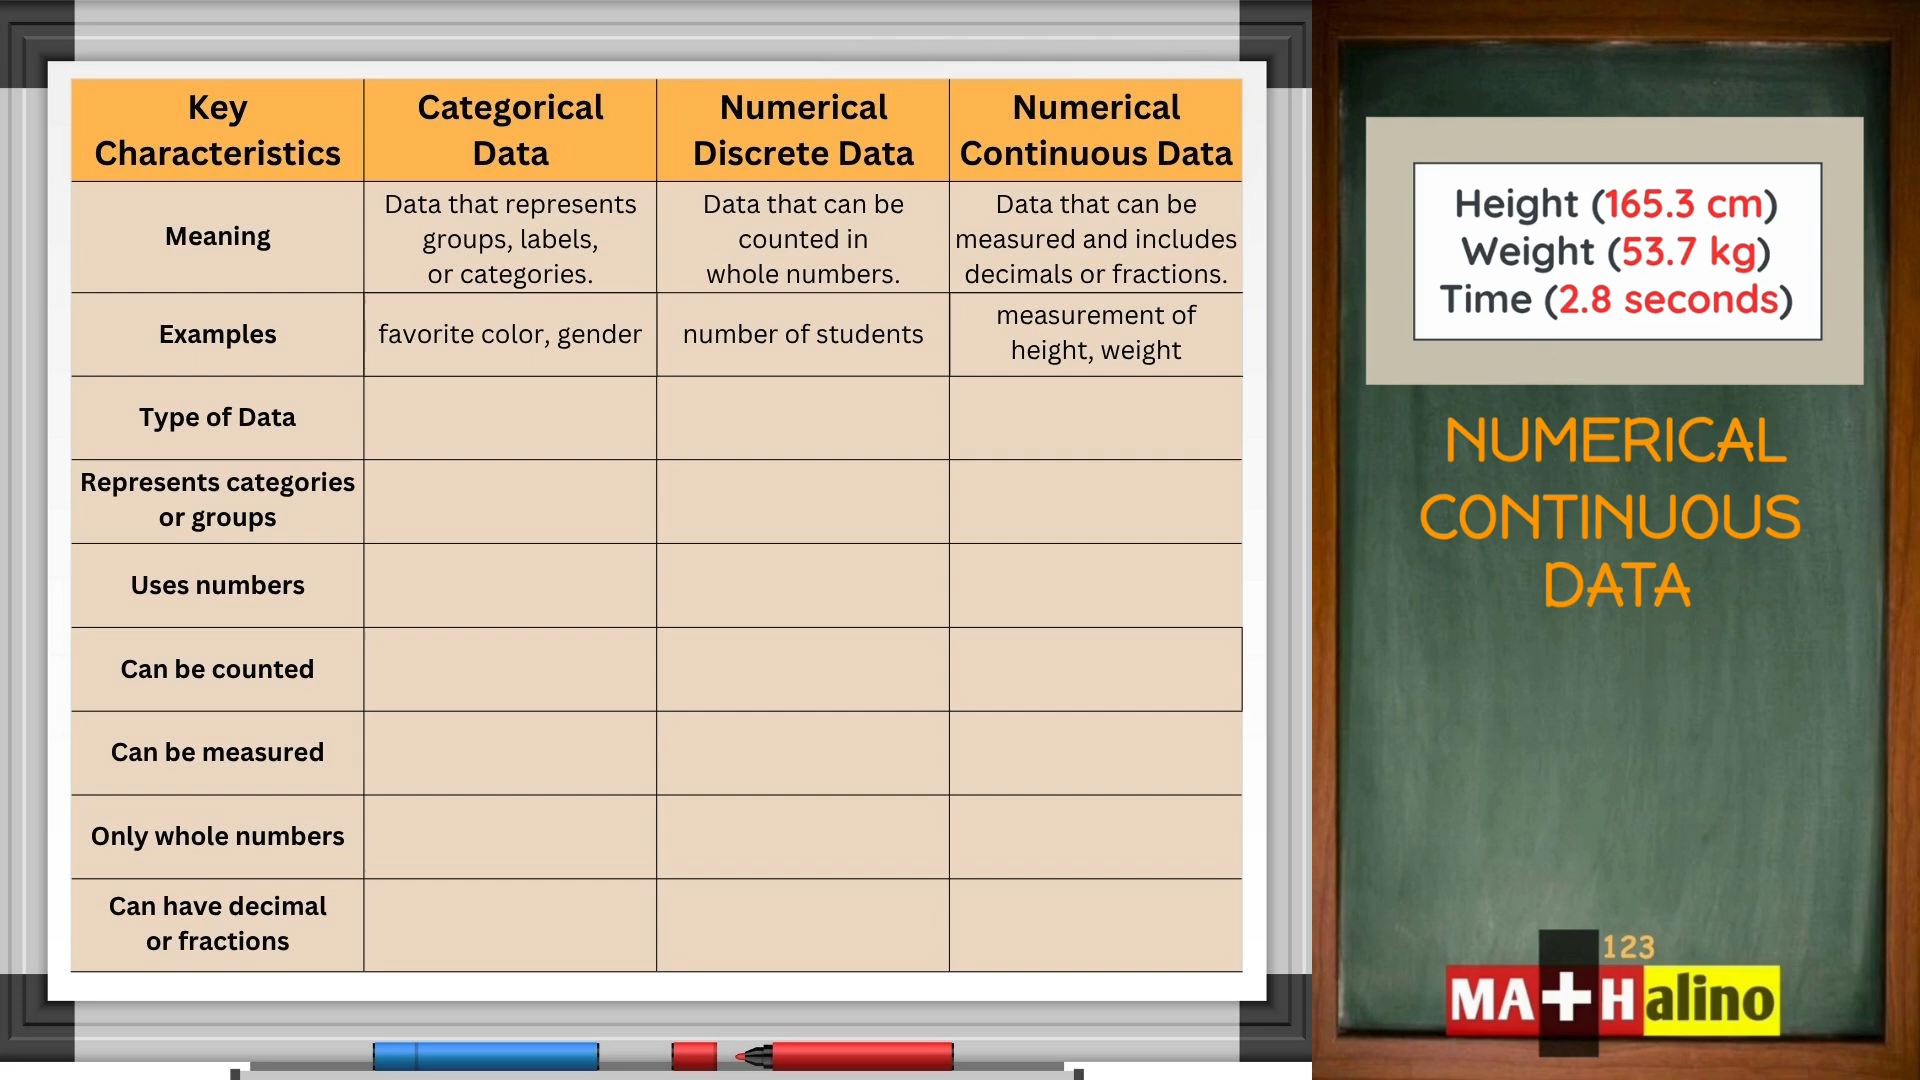 Key
Characteristics
Categorical
Data
Numerical
Discrete Data
Numerical
Continuous Data
Meaning
Data that represents
groups, labels,
or categories.
Data that can be
counted in
whole numbers.
Data that can be
measured and includes
decimals or fractions.
Examples
favorite color, gender
number of students
measurement of
height, weight
Type of Data
Represents categories
or groups
Uses numbers
Can be counted
Can be measured
Only whole numbers
Can have decimal
or fractions
Height (165.3 cm)
Weight (53.7 kg)
Time (2.8 seconds)
NUMERICAL
CONTINUOUS
DATA
123
MA+Halino